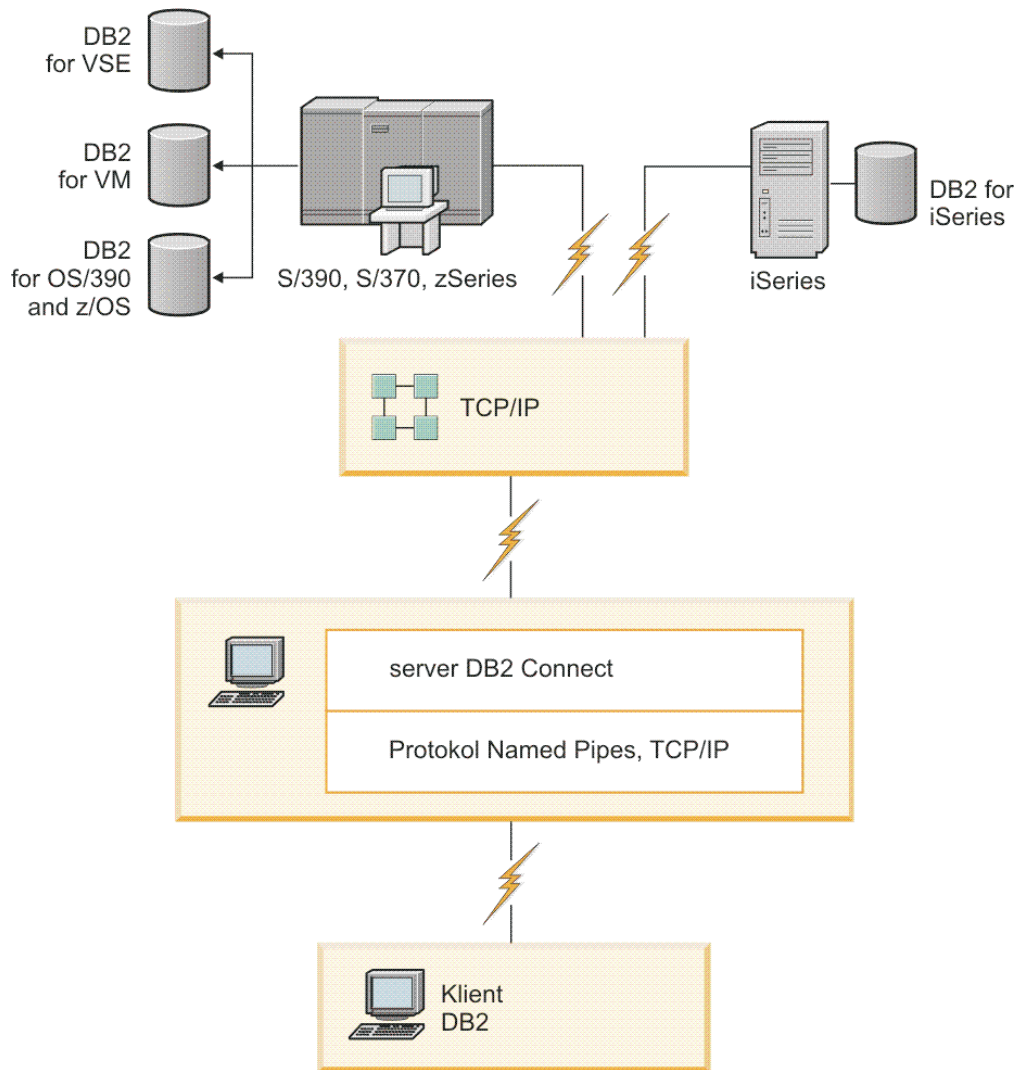 DB2
for VSE
DB2
for VM
DB2
for OS/390
and z/OS
S/390, S/370, zSeries
iSeries
DB2 for
iSeries
TCP/IP
server DB2 Connect
Protokol Named Pipes, TCP/IP
Klient
DB2